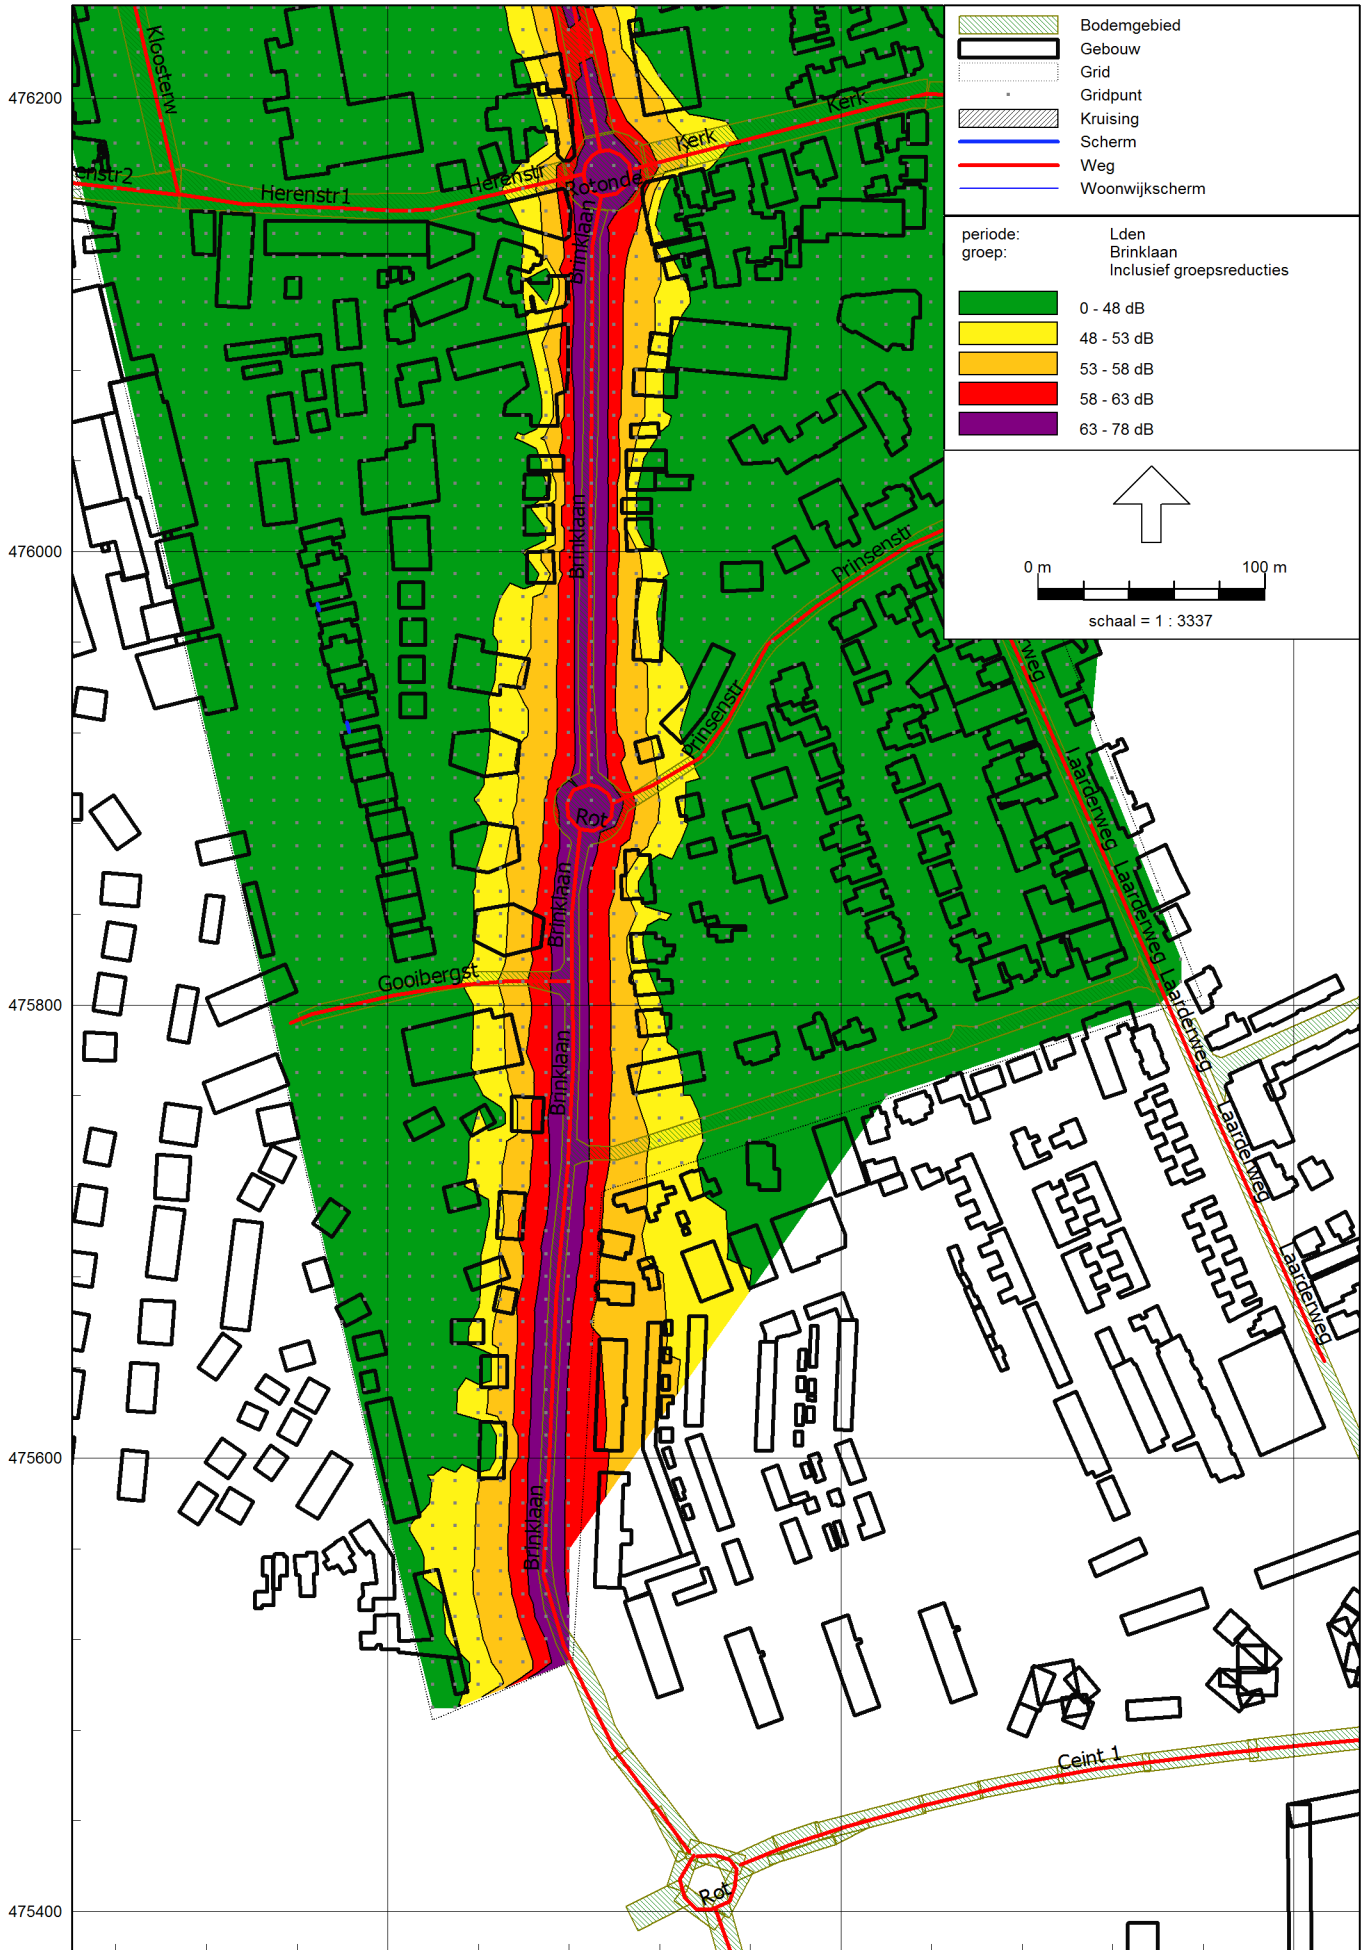 Bodemgebied
Gebouw
Grid
Gridpunt
Kruising
Scherm
Weg
Woonwijkscherm
periode: Lden
groep: Brinklaan
Inclusief groepsreducties
0 - 48 dB
48 - 53 dB
53 - 58 dB
58 - 63 dB
63 - 78 dB
0 m 100 m
schaal = 1 : 3337
476200
476000
475800
475600
475400
Kloosterw
enstr2
Herenstr1
Herenstr
Rotonde
Kerk
Kerk
Brinklaan
Brinklaan
Prinsenstr
Prinsenstr
Rot
Brinklaan
Gooibergst
Brinklaan
Brinklaan
rweg
Laarderweg
Laarderweg
Laarderweg
Laarderweg
Laarderweg
Laarderweg
Ceint 1
Rot